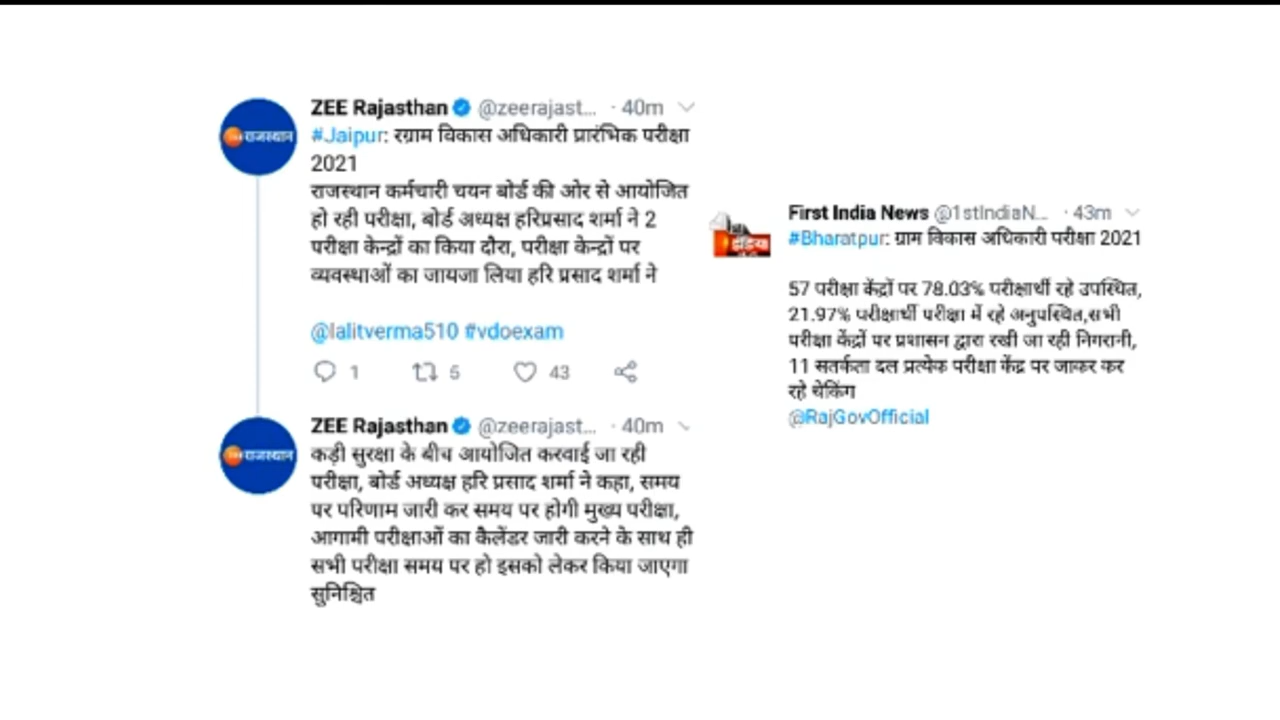 ZEE Rajasthan @zeerajast... · 40m
#Jaipur: रग्राम विकास अधिकारी प्रारंभिक परीक्षा
2021
राजस्थान कर्मचारी चयन बोर्ड की ओर से आयोजित
हो रही परीक्षा, बोर्ड अध्यक्ष हरिप्रसाद शर्मा ने 2
परीक्षा केन्द्रों का किया दौरा, परीक्षा केन्द्रों पर
व्यवस्थाओं का जायजा लिया हरि प्रसाद शर्मा ने
@lalitverma510 #vdoexam
1 5 43
राजस्थान
ZEE Rajasthan @zeerajast... · 40m
कड़ी सुरक्षा के बीच आयोजित करवाई जा रही
परीक्षा, बोर्ड अध्यक्ष हरि प्रसाद शर्मा ने कहा, समय
पर परिणाम जारी कर समय पर होगी मुख्य परीक्षा,
आगामी परीक्षाओं का कैलेंडर जारी करने के साथ ही
सभी परीक्षा समय पर हो इसको लेकर किया जाएगा
सुनिश्चित
राजस्थान
First India News @1stIndiaN... · 43m
#Bharatpur: ग्राम विकास अधिकारी परीक्षा 2021
57 परीक्षा केंद्रों पर 78.03% परीक्षार्थी रहे उपस्थित,
21.97% परीक्षार्थी परीक्षा में रहे अनुपस्थित,सभी
परीक्षा केंद्रों पर प्रशासन द्वारा रखी जा रही निगरानी,
11 सतर्कता दल प्रत्येक परीक्षा केंद्र पर जाकर कर
रहे चेकिंग
@RajGovOfficial
इंडिया